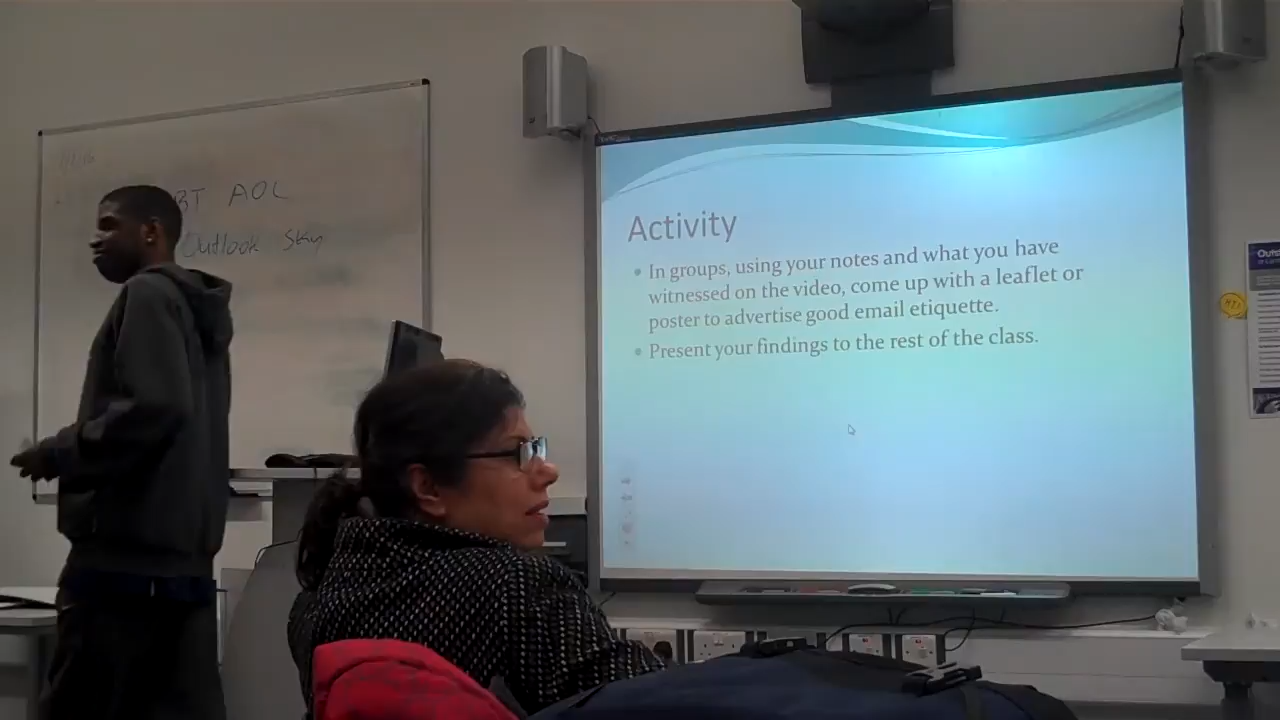 BT AOL
Outlook Sky
Activity
In groups, using your notes and what you have
witnessed on the video, come up with a leaflet or
poster to advertise good email etiquette.
Present your findings to the rest of the class.